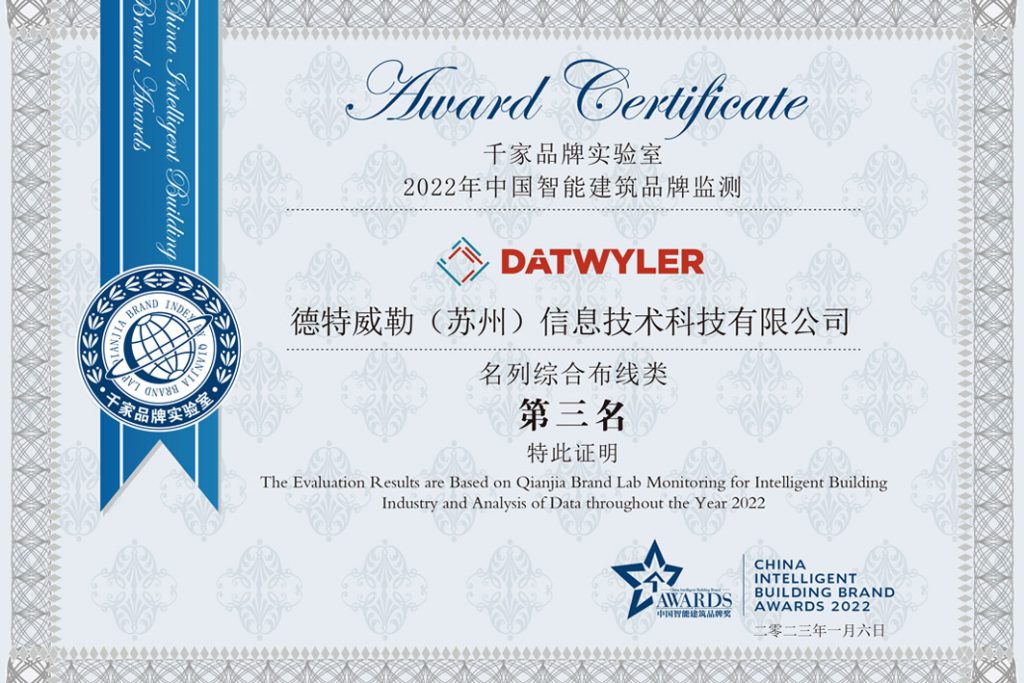 China Intelligent Building
Brand Awards
Award Certificate
千家品牌实验室
2022年中国智能建筑品牌监测
DATWYLER
德特威勒（苏州）信息技术科技有限公司
QIANJIA BRAND INDEX
QIANJIA BRAND LAB
千家品牌实验室
名列综合布线类
第三名
特此证明
The Evaluation Results are Based on Qianjia Brand Lab Monitoring for Intelligent Building
Industry and Analysis of Data throughout the Year 2022
China Intelligent Building Brand
AWARDS
中国智能建筑品牌奖
CHINA
INTELLIGENT
BUILDING BRAND
AWARDS 2022
二零二三年一月六日